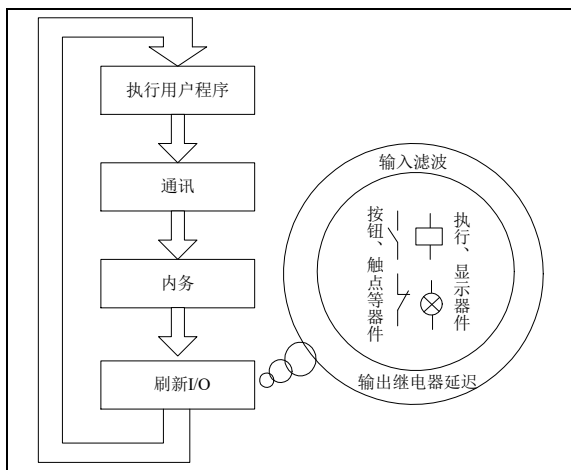 执行用户程序
通讯
内务
刷新I/O
输入滤波
按钮、触点等器件
执行、显示器件
输出继电器延迟